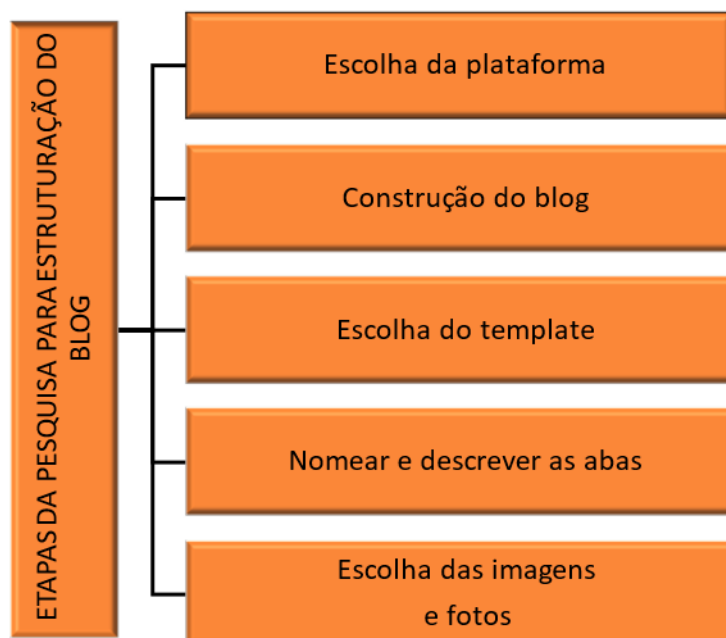 ETAPAS DA PESQUISA PARA ESTRUTURAÇÃO DO
BLOG
Escolha da plataforma
Construção do blog
Escolha do template
Nomear e descrever as abas
Escolha das imagens
e fotos